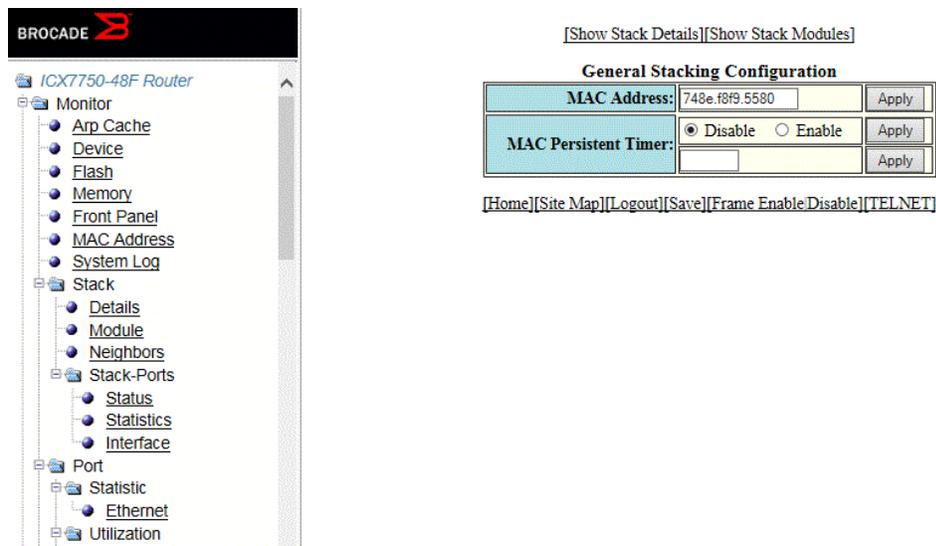 BROCADE
ICX7750-48F Router
Monitor
Arp Cache
Device
Flash
Memory
Front Panel
MAC Address
System Log
Stack
Details
Module
Neighbors
Stack-Ports
Status
Statistics
Interface
Port
Statistic
Ethernet
Utilization
[Show Stack Details][Show Stack Modules]
General Stacking Configuration
MAC Address: 748e.f8f9.5580 Apply
MAC Persistent Timer: Disable Enable Apply
Apply
[Home][Site Map][Logout][Save][Frame Enable|Disable][TELNET]